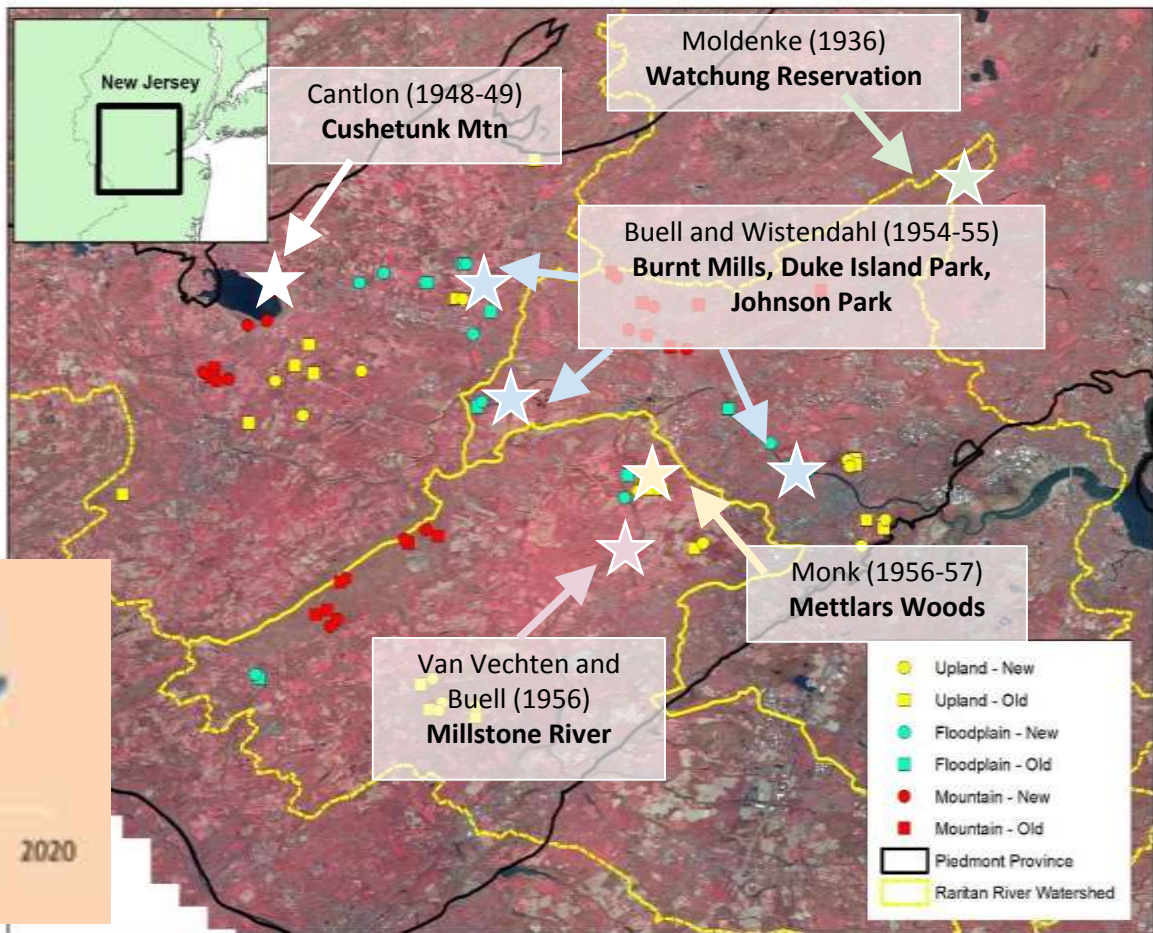 New Jersey
Moldenke (1936)
Watchung Reservation
Cantlon (1948-49)
Cushetunk Mtn
Buell and Wistendahl (1954-55)
Burnt Mills, Duke Island Park,
Johnson Park
Monk (1956-57)
Mettlars Woods
Van Vechten and
Buell (1956)
Millstone River
Upland - New
Upland - Old
Floodplain - New
Floodplain - Old
Mountain - New
Mountain - Old
Piedmont Province
Raritan River Watershed
2020